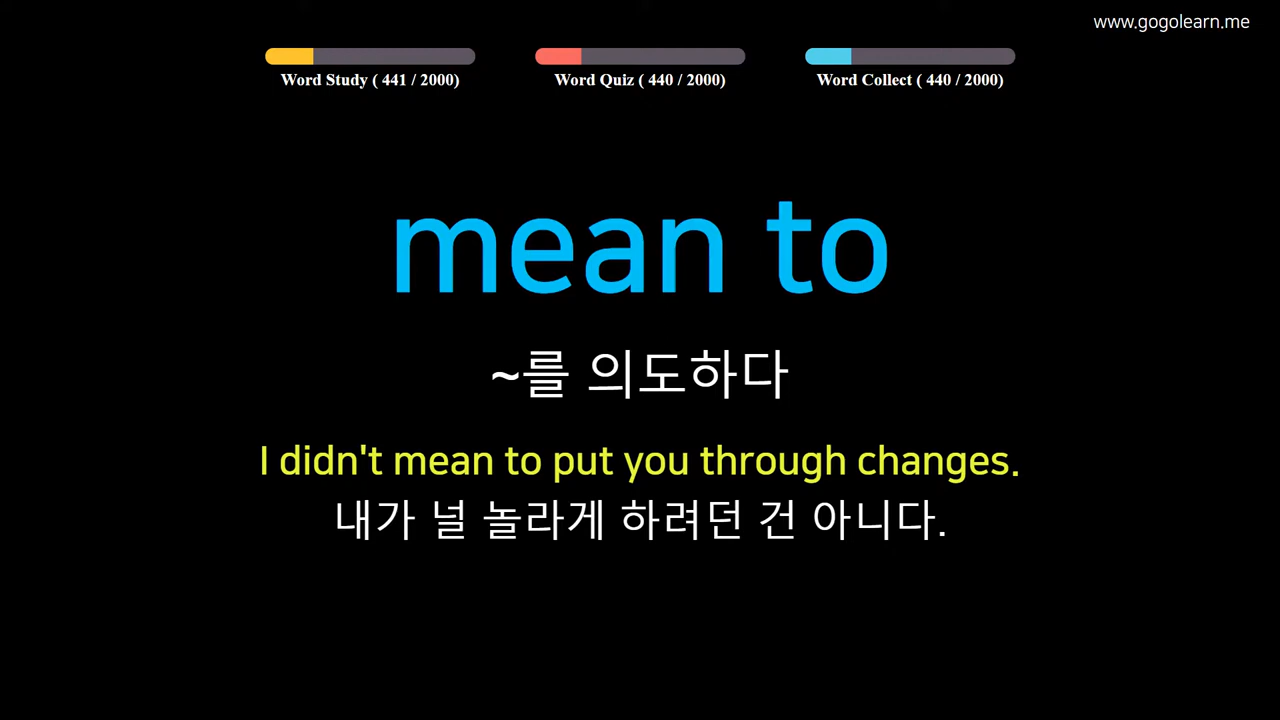 www.gogolearn.me
Word Study ( 441 / 2000)
Word Quiz ( 440 / 2000)
Word Collect ( 440 / 2000)
mean to
~를 의도하다
I didn't mean to put you through changes.
내가 널 놀라게 하려던 건 아니다.